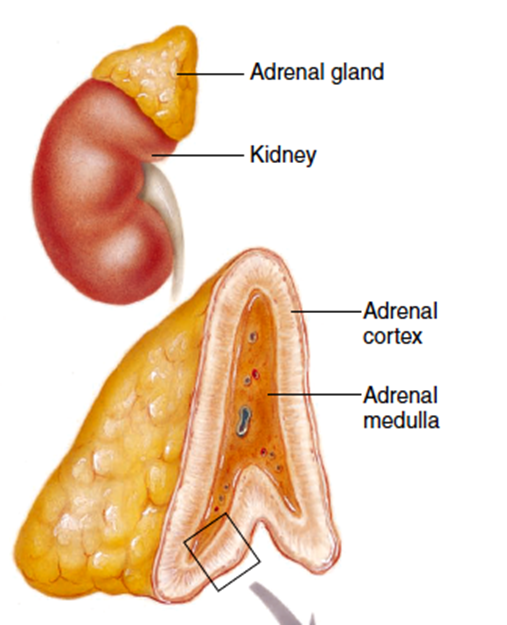 Adrenal gland
Kidney
Adrenal
cortex
Adrenal
medulla